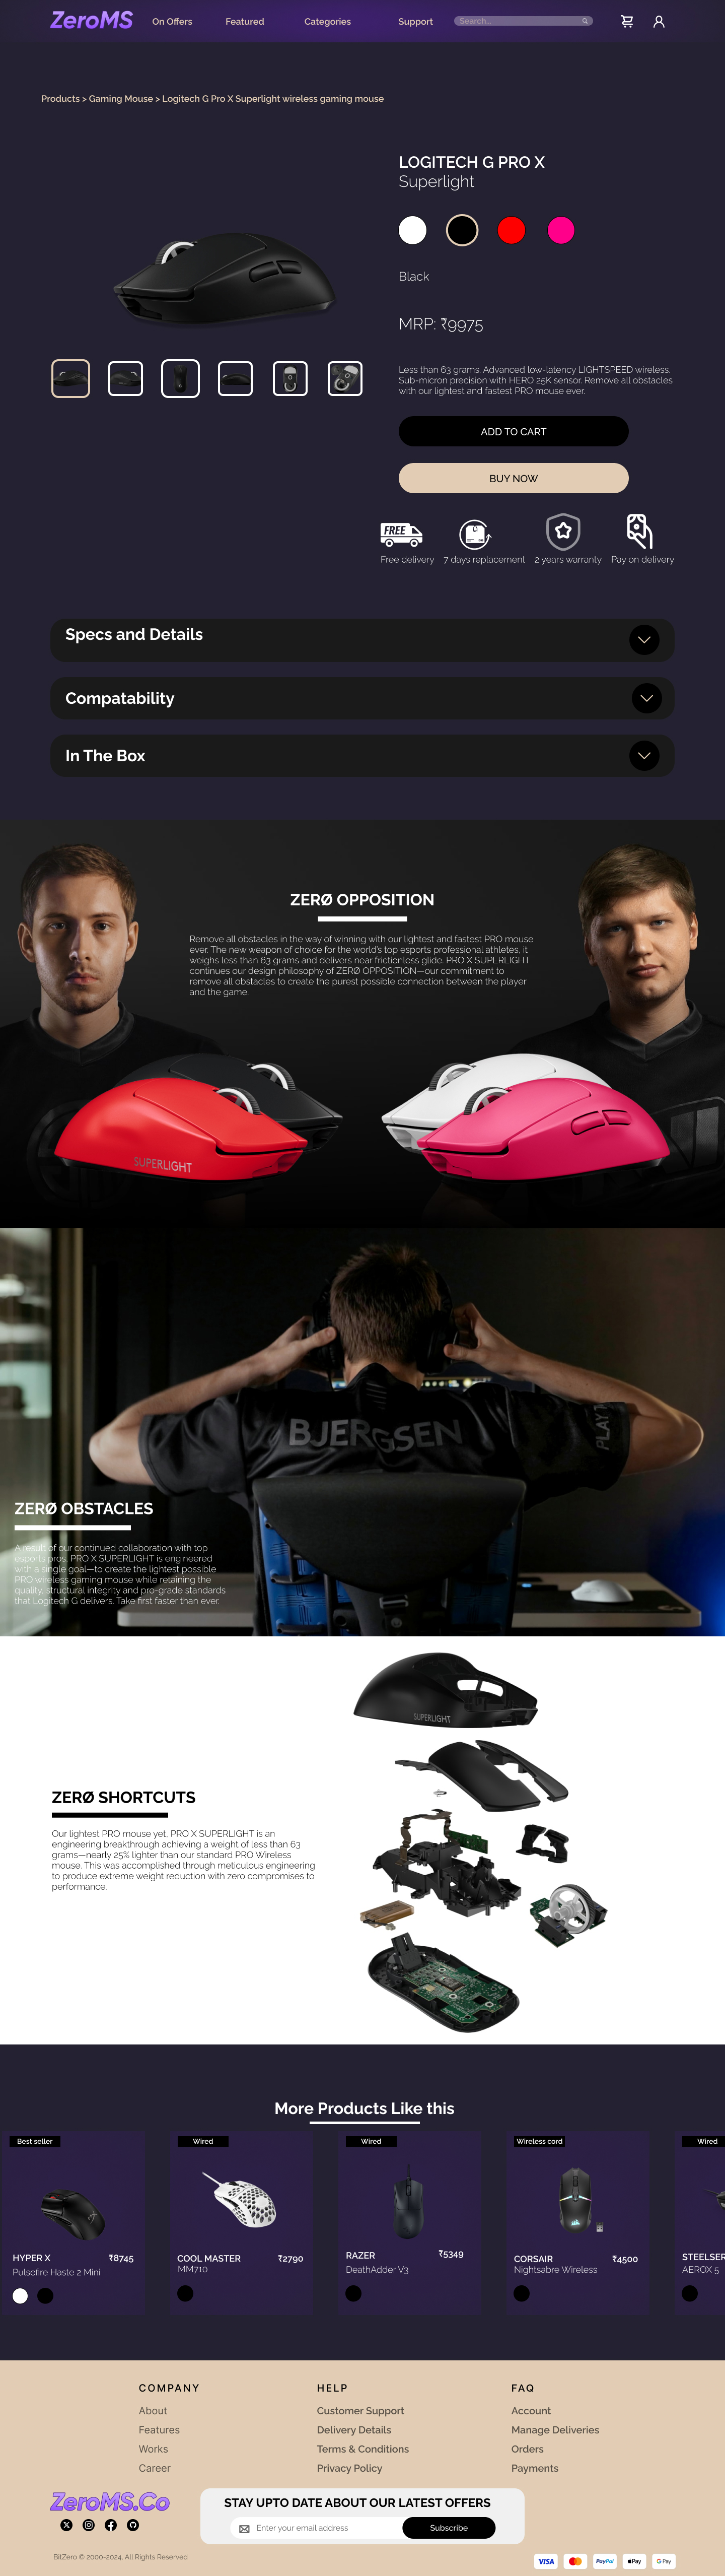 ZeroMS On Offers Featured Categories Support Search...
Products > Gaming Mouse > Logitech G Pro X Superlight wireless gaming mouse
LOGITECH G PRO X
Superlight
Black
MRP: ₹9975
Less than 63 grams. Advanced low-latency LIGHTSPEED wireless.
Sub-micron precision with HERO 25K sensor. Remove all obstacles
with our lightest and fastest PRO mouse ever.
ADD TO CART
BUY NOW
FREE
Free delivery 7 days replacement 2 years warranty Pay on delivery
Specs and Details
Compatability
In The Box
ZERØ OPPOSITION
Remove all obstacles in the way of winning with our lightest and fastest PRO mouse
ever. The new weapon of choice for the world's top esports professional athletes, it
weighs less than 63 grams and delivers near frictionless glide. PRO X SUPERLIGHT
continues our design philosophy of ZERØ OPPOSITION—our commitment to
remove all obstacles to create the purest possible connection between the player
and the game.
SUPERLIGHT
BJERGSEN
PLAY
ZERØ OBSTACLES
A result of our continued collaboration with top
esports pros, PRO X SUPERLIGHT is engineered
with a single goal—to create the lightest possible
PRO wireless gaming mouse while retaining the
quality, structural integrity and pro-grade standards
that Logitech G delivers. Take first faster than ever.
SUPERLIGHT
ZERØ SHORTCUTS
Our lightest PRO mouse yet, PRO X SUPERLIGHT is an
engineering breakthrough achieving a weight of less than 63
grams—nearly 25% lighter than our standard PRO Wireless
mouse. This was accomplished through meticulous engineering
to produce extreme weight reduction with zero compromises to
performance.
More Products Like this
Best seller Wired Wired Wireless cord Wired
HYPER X ₹8745
Pulsefire Haste 2 Mini
COOL MASTER ₹2790
MM710
RAZER ₹5349
DeathAdder V3
CORSAIR ₹4500
Nightsabre Wireless
STEELSER
AEROX 5
COMPANY HELP FAQ
About Customer Support Account
Features Delivery Details Manage Deliveries
Works Terms & Conditions Orders
Career Privacy Policy Payments
ZeroMS.Co
STAY UPTO DATE ABOUT OUR LATEST OFFERS
Enter your email address Subscribe
BitZero © 2000-2024, All Rights Reserved
VISA PayPal Pay G Pay